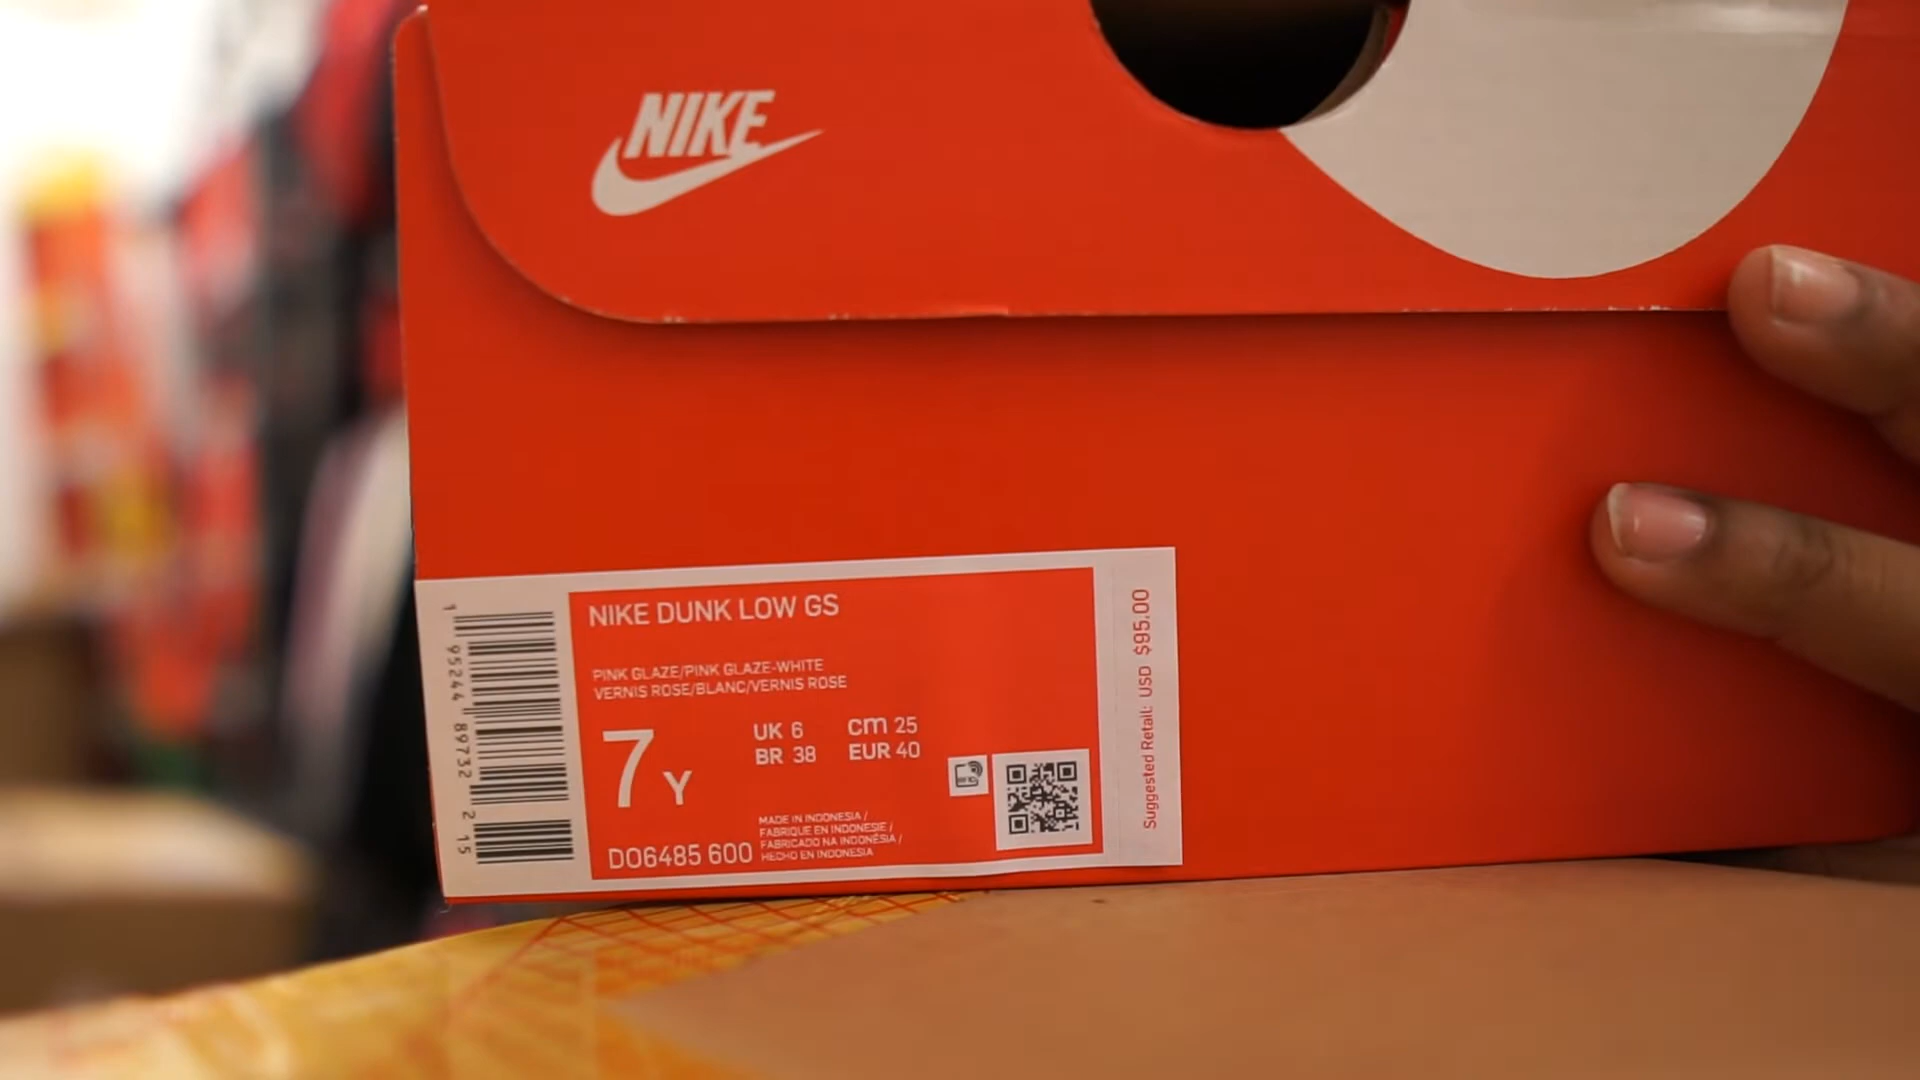 NIKE
NIKE DUNK LOW GS
PINK GLAZE/PINK GLAZE-WHITE
VERNIS ROSE/BLANC/VERNIS ROSE
7 Y
UK 6 cm 25
BR 38 EUR 40
MADE IN INDONESIA /
FABRIQUE EN INDONESIE /
FABRICADO NA INDONÉSIA /
HECHO EN INDONESIA
DO6485 600
1 95244 89732 2 15
Suggested Retail: USD $95.00